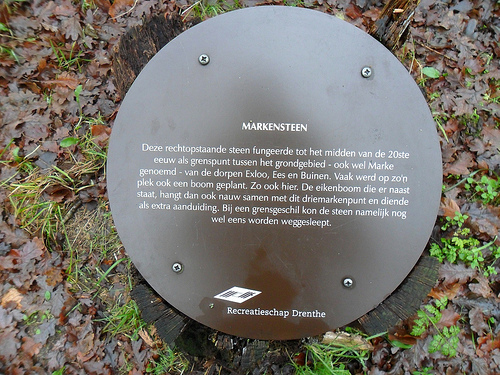 MARKENSTEEN
Deze rechtopstaande steen fungeerde tot het midden van de 20ste
eeuw als grenspunt tussen het grondgebied - ook wel Marke
genoemd - van de dorpen Exloo, Ees en Buinen. Vaak werd op zo'n
plek ook een boom geplant. Zo ook hier. De eikenboom die er naast
staat, hangt dan ook nauw samen met dit driemarkenpunt en diende
als extra aanduiding. Bij een grensgeschil kon de steen namelijk nog
wel eens worden weggesleept.
Recreatieschap Drenthe